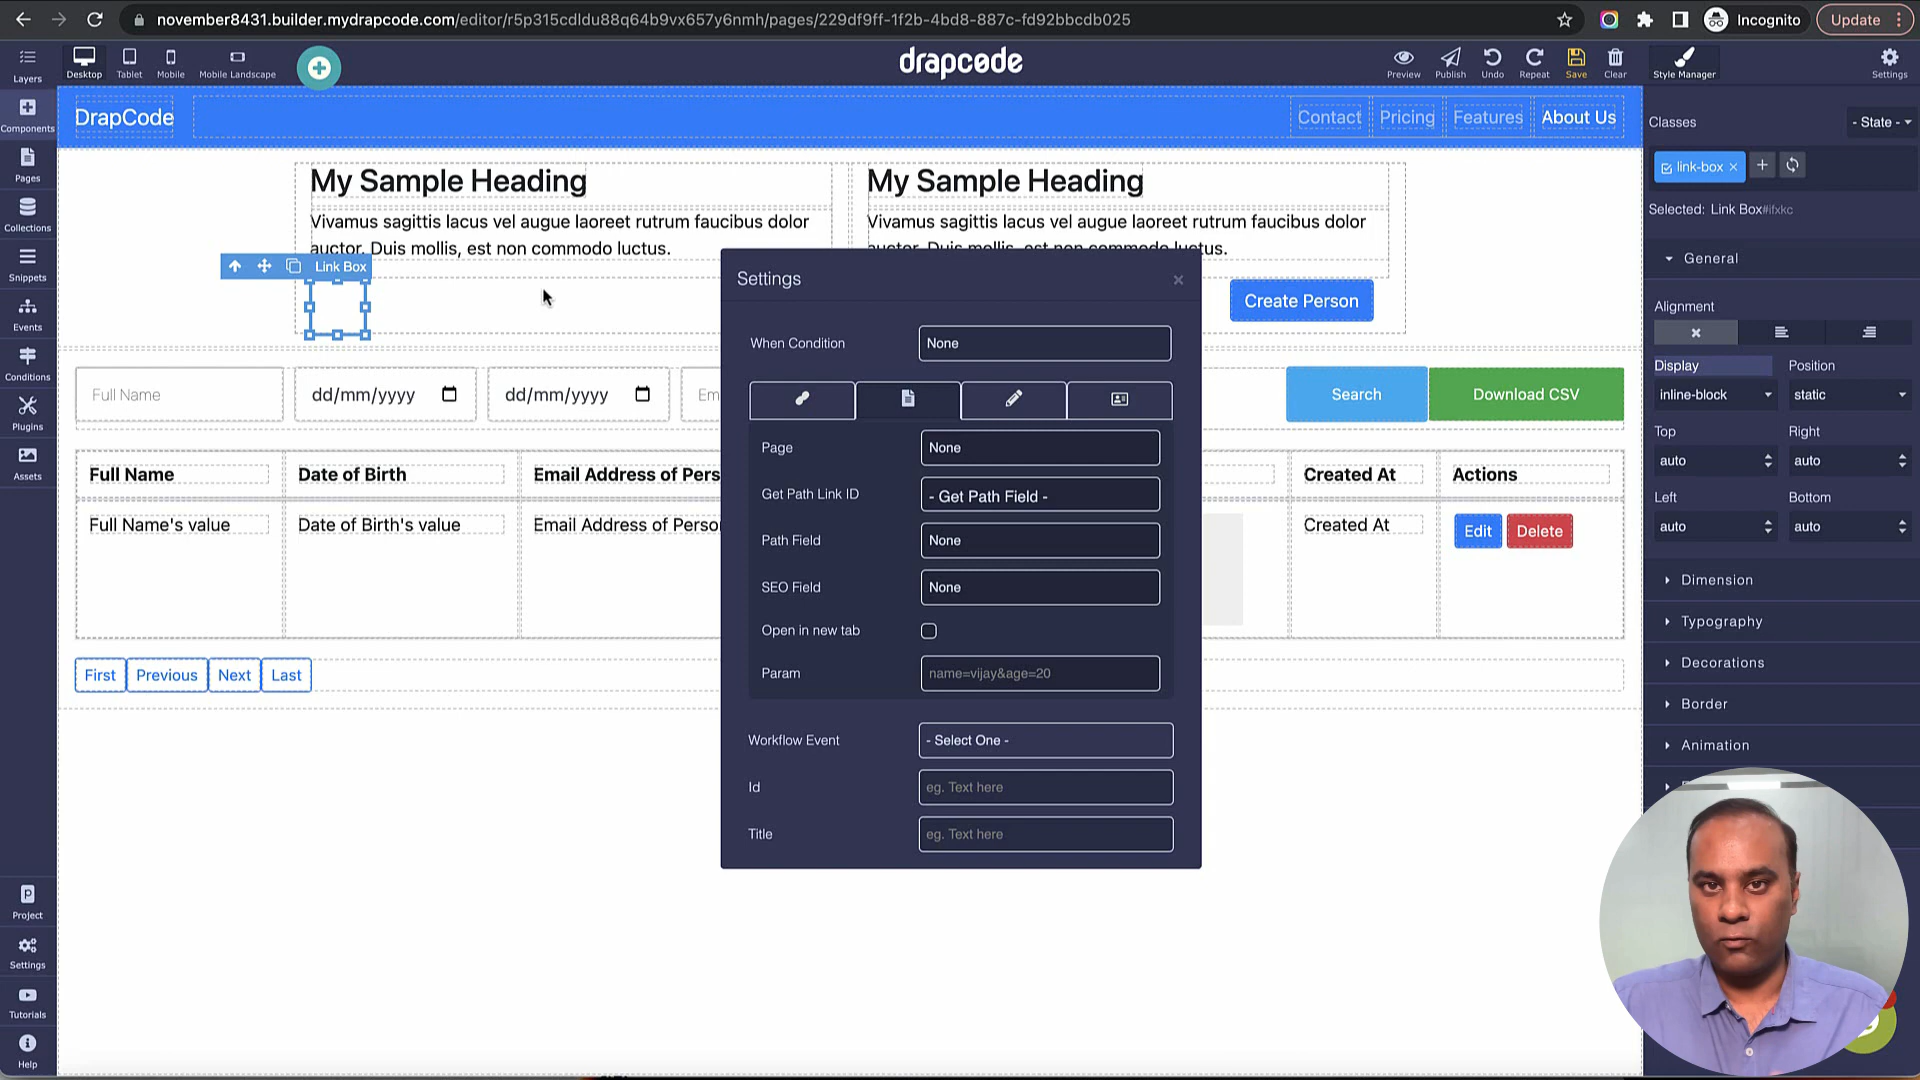 november8431.builder.mydrapcode.com/editor/r5p315cdldu88q64b9vx657y6nmh/pages/229df9ff-1f2b-4bd8-887c-fd92bbcdb025
Incognito
Update
Layers
Desktop
Tablet
Mobile
Mobile Landscape
drapcode
Preview
Publish
Undo
Repeat
Save
Clear
Style Manager
Settings
Components
Pages
Collections
Snippets
Events
Conditions
Plugins
Assets
Project
Settings
Tutorials
Help
DrapCode
Contact
Pricing
Features
About Us
My Sample Heading
Vivamus sagittis lacus vel augue laoreet rutrum faucibus dolor
auctor. Duis mollis, est non commodo luctus.
My Sample Heading
Vivamus sagittis lacus vel augue laoreet rutrum faucibus dolor
auctor. Duis mollis, est non commodo luctus.
Link Box
Create Person
Full Name
dd/mm/yyyy
dd/mm/yyyy
Em
Search
Download CSV
Full Name
Date of Birth
Email Address of Pers
Created At
Actions
Full Name's value
Date of Birth's value
Email Address of Perso
Created At
Edit
Delete
First
Previous
Next
Last
Settings
When Condition
None
Page
None
Get Path Link ID
- Get Path Field -
Path Field
None
SEO Field
None
Open in new tab
Param
name=vijay&age=20
Workflow Event
- Select One -
Id
eg. Text here
Title
eg. Text here
Classes
- State -
link-box
Selected: Link Box#ifxkc
General
Alignment
Display
Position
inline-block
static
Top
Right
auto
auto
Left
Bottom
auto
auto
Dimension
Typography
Decorations
Border
Animation